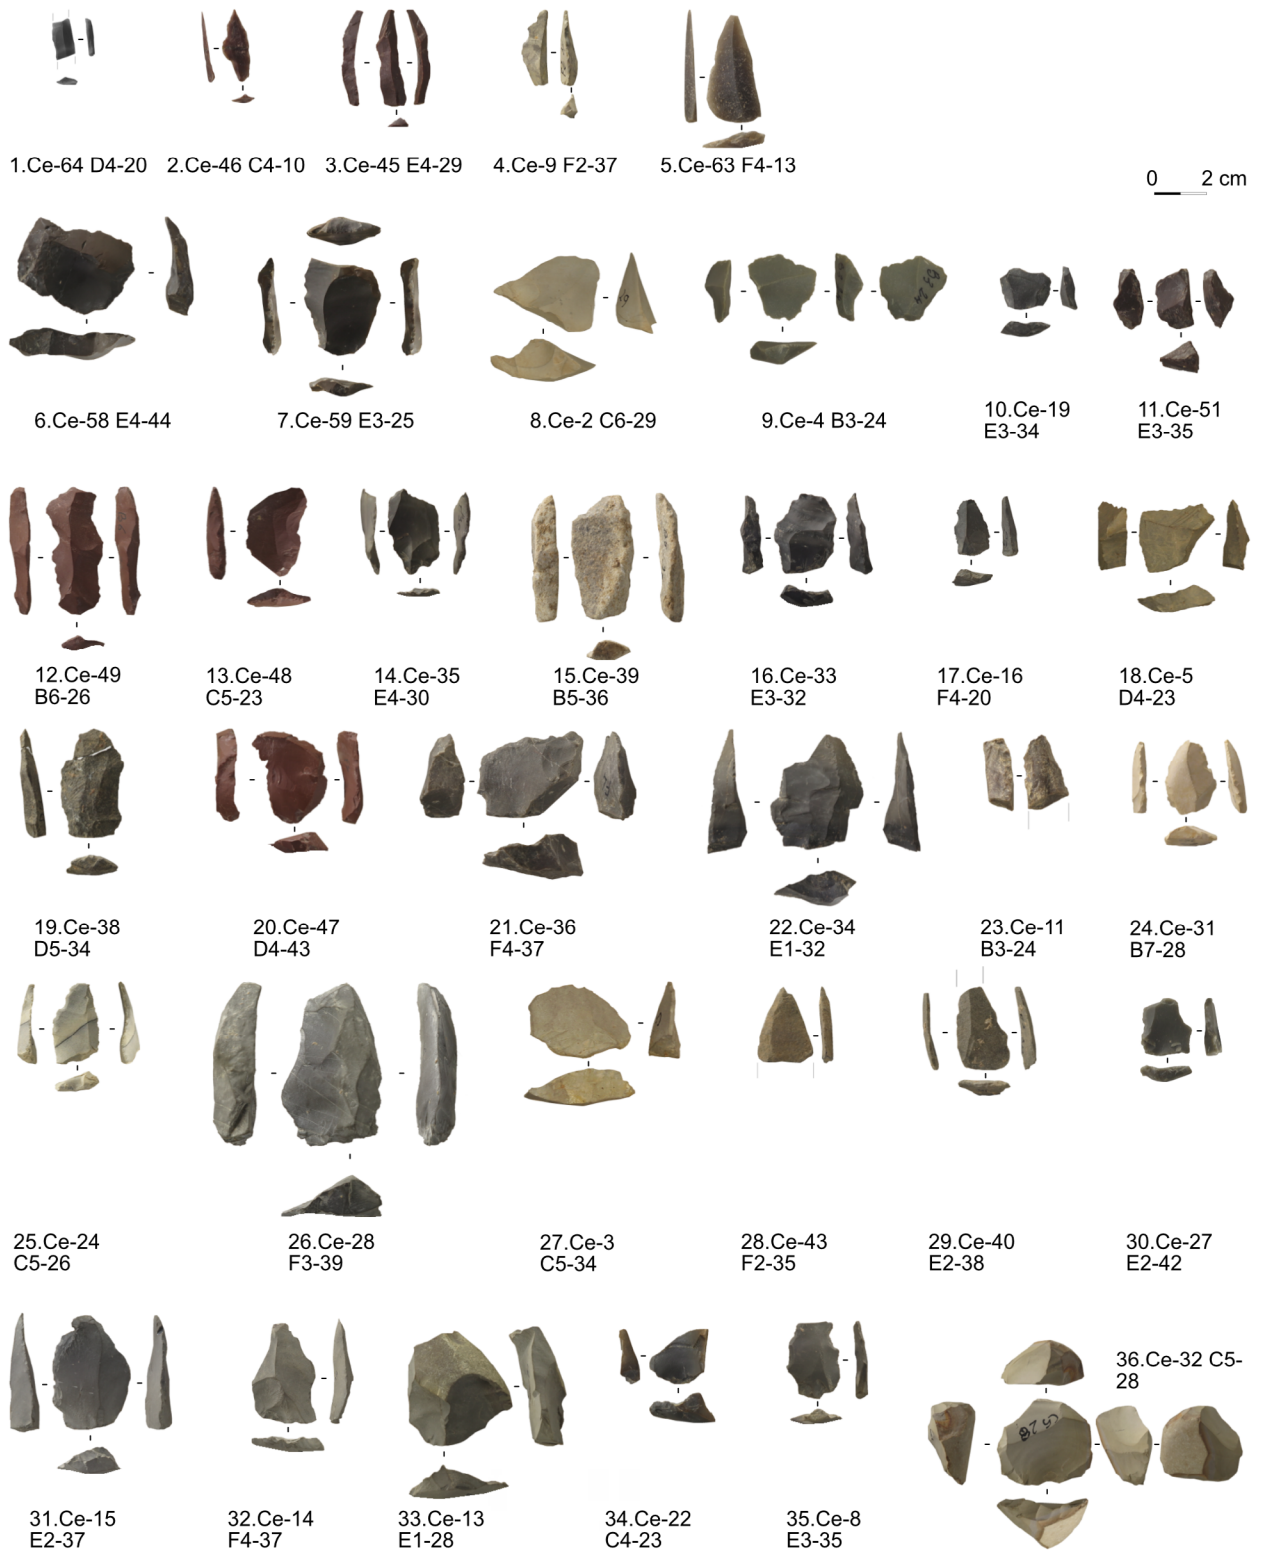 1.Ce-64 D4-20 2.Ce-46 C4-10 3.Ce-45 E4-29 4.Ce-9 F2-37 5.Ce-63 F4-13
0 2 cm
6.Ce-58 E4-44 7.Ce-59 E3-25 8.Ce-2 C6-29 9.Ce-4 B3-24
10.Ce-19 11.Ce-51
E3-34 E3-35
12.Ce-49 13.Ce-48 14.Ce-35 15.Ce-39 16.Ce-33 17.Ce-16 18.Ce-5
B6-26 C5-23 E4-30 B5-36 E3-32 F4-20 D4-23
19.Ce-38 20.Ce-47 21.Ce-36 22.Ce-34 23.Ce-11 24.Ce-31
D5-34 D4-43 F4-37 E1-32 B3-24 B7-28
25.Ce-24 26.Ce-28 27.Ce-3 28.Ce-43 29.Ce-40 30.Ce-27
C5-26 F3-39 C5-34 F2-35 E2-38 E2-42
36.Ce-32 C5-
28
C5 28
31.Ce-15 32.Ce-14 33.Ce-13 34.Ce-22 35.Ce-8
E2-37 F4-37 E1-28 C4-23 E3-35